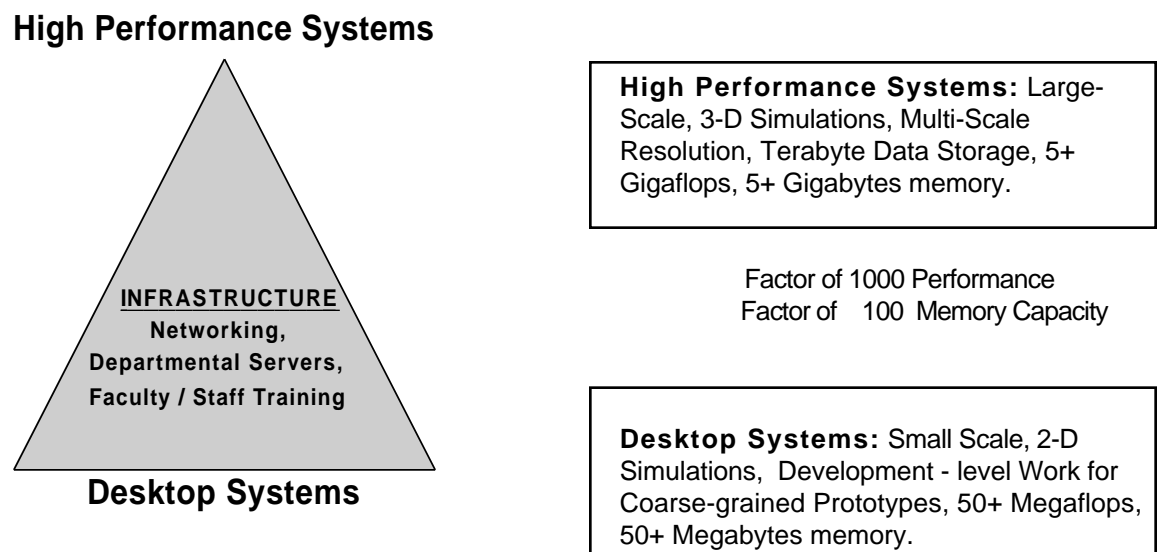 High Performance Systems
INFRASTRUCTURE
Networking,
Departmental Servers,
Faculty / Staff Training
Desktop Systems
High Performance Systems: Large-
Scale, 3-D Simulations, Multi-Scale
Resolution, Terabyte Data Storage, 5+
Gigaflops, 5+ Gigabytes memory.
Factor of 1000 Performance
Factor of 100 Memory Capacity
Desktop Systems: Small Scale, 2-D
Simulations, Development - level Work for
Coarse-grained Prototypes, 50+ Megaflops,
50+ Megabytes memory.